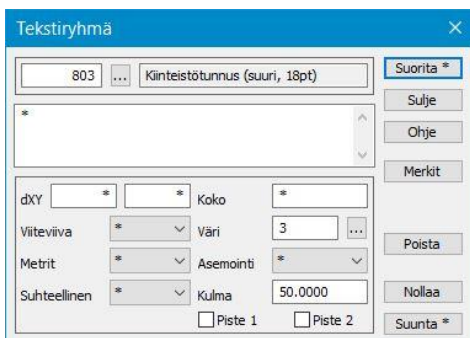 Tekstiryhmä ×
803 ... Kiinteistötunnus (suuri, 18pt) Suorita *
Sulje
* Ohje
Merkit
dXY * * Koko *
Viiteviiva * Väri 3 ...
Poista
Metrit * Asemointi *
Suhteellinen * Kulma 50.0000 Nollaa
Piste 1 Piste 2 Suunta *